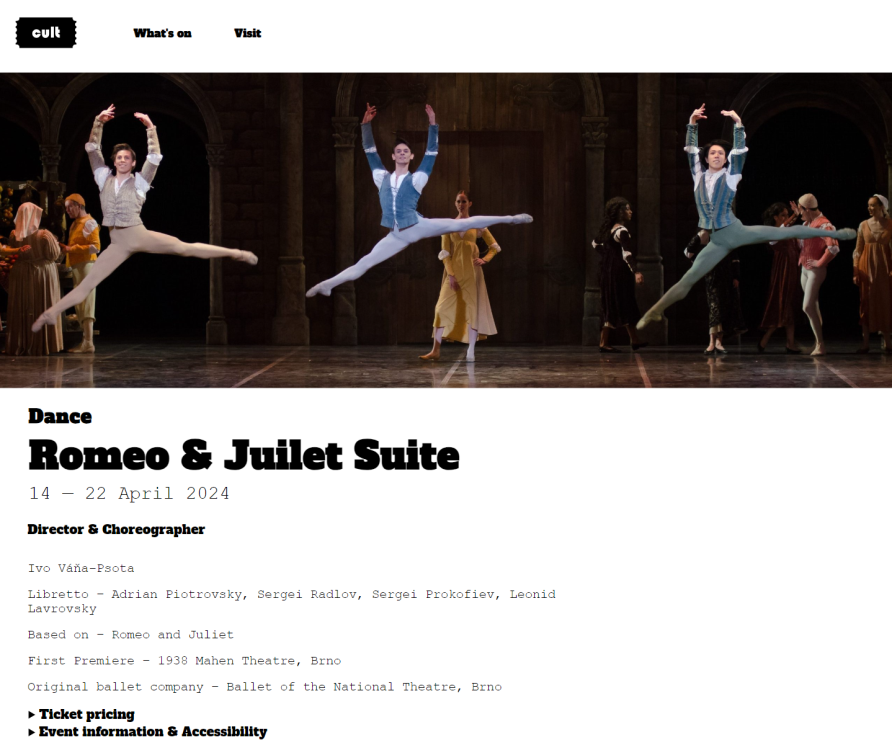 cult
What's on
Visit
Dance
Romeo & Juilet Suite
14 — 22 April 2024
Director & Choreographer
Ivo Váňa-Psota
Libretto - Adrian Piotrovsky, Sergei Radlov, Sergei Prokofiev, Leonid
Lavrovsky
Based on - Romeo and Juliet
First Premiere - 1938 Mahen Theatre, Brno
Original ballet company - Ballet of the National Theatre, Brno
▸ Ticket pricing
▸ Event information & Accessibility